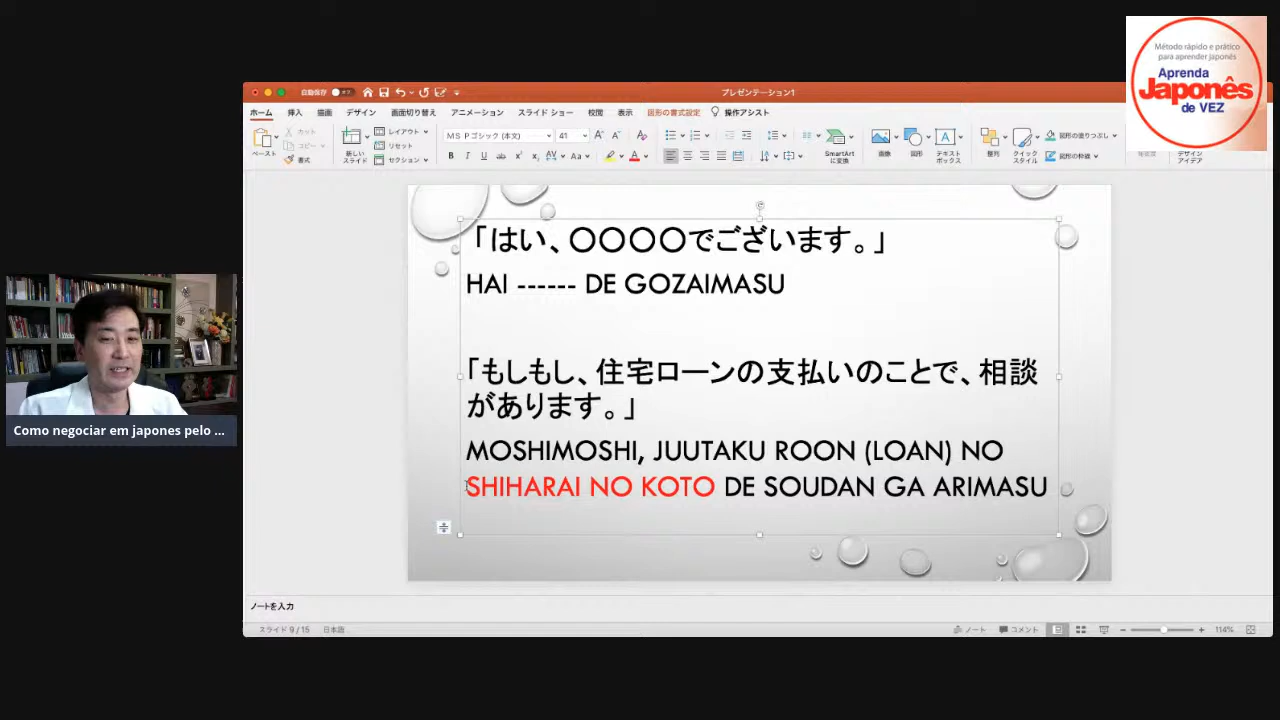 Método rápido e prático
para aprender japonês
Aprenda
Japonês
de VEZ
自動保存 オフ
プレゼンテーション1
ホーム 挿入 描画 デザイン 画面切り替え アニメーション スライド ショー 校閲 表示 図形の書式設定 操作アシスト
ペースト カット コピー 書式 新しい スライド レイアウト リセット セクション
MS Pゴシック (本文) 41
SmartArt に変換 画像 図形 テキスト ボックス 整列 クイック スタイル 図形の塗りつぶし 図形の枠線 デザイン アイデア
「はい、〇〇〇〇でございます。」
HAI ------ DE GOZAIMASU
「もしもし、住宅ローンの支払いのことで、相談
があります。」
MOSHIMOSHI, JUUTAKU ROON (LOAN) NO
SHIHARAI NO KOTO DE SOUDAN GA ARIMASU
Como negociar em japones pelo ...
ノートを入力
スライド 9 / 15 日本語 ノート コメント 114%